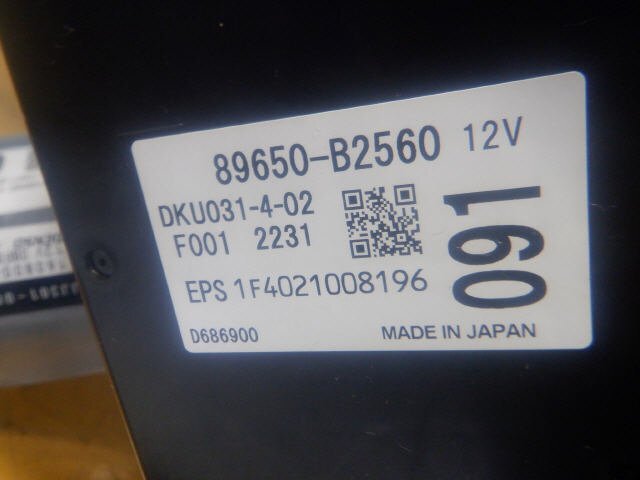 89650-B2560 12V
DKU031-4-02
F001 2231
091
EPS 1F4021008196
D686900
MADE IN JAPAN